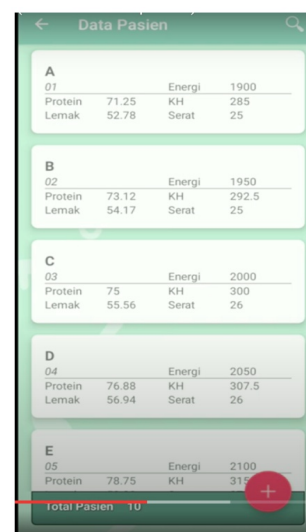 Data Pasien
A
01 Energi 1900
Protein 71.25 KH 285
Lemak 52.78 Serat 25
B
02 Energi 1950
Protein 73.12 KH 292.5
Lemak 54.17 Serat 25
C
03 Energi 2000
Protein 75 KH 300
Lemak 55.56 Serat 26
D
04 Energi 2050
Protein 76.88 KH 307.5
Lemak 56.94 Serat 26
E
05 Energi 2100
Protein 78.75 KH 315
Total Pasien 10